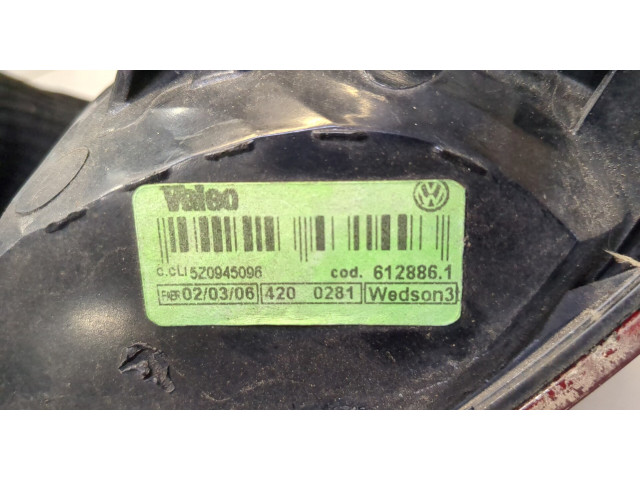 Valeo
C.CLI 5Z0945096 cod. 612886.1
FABR 02/03/06 420 0281 Wedson3